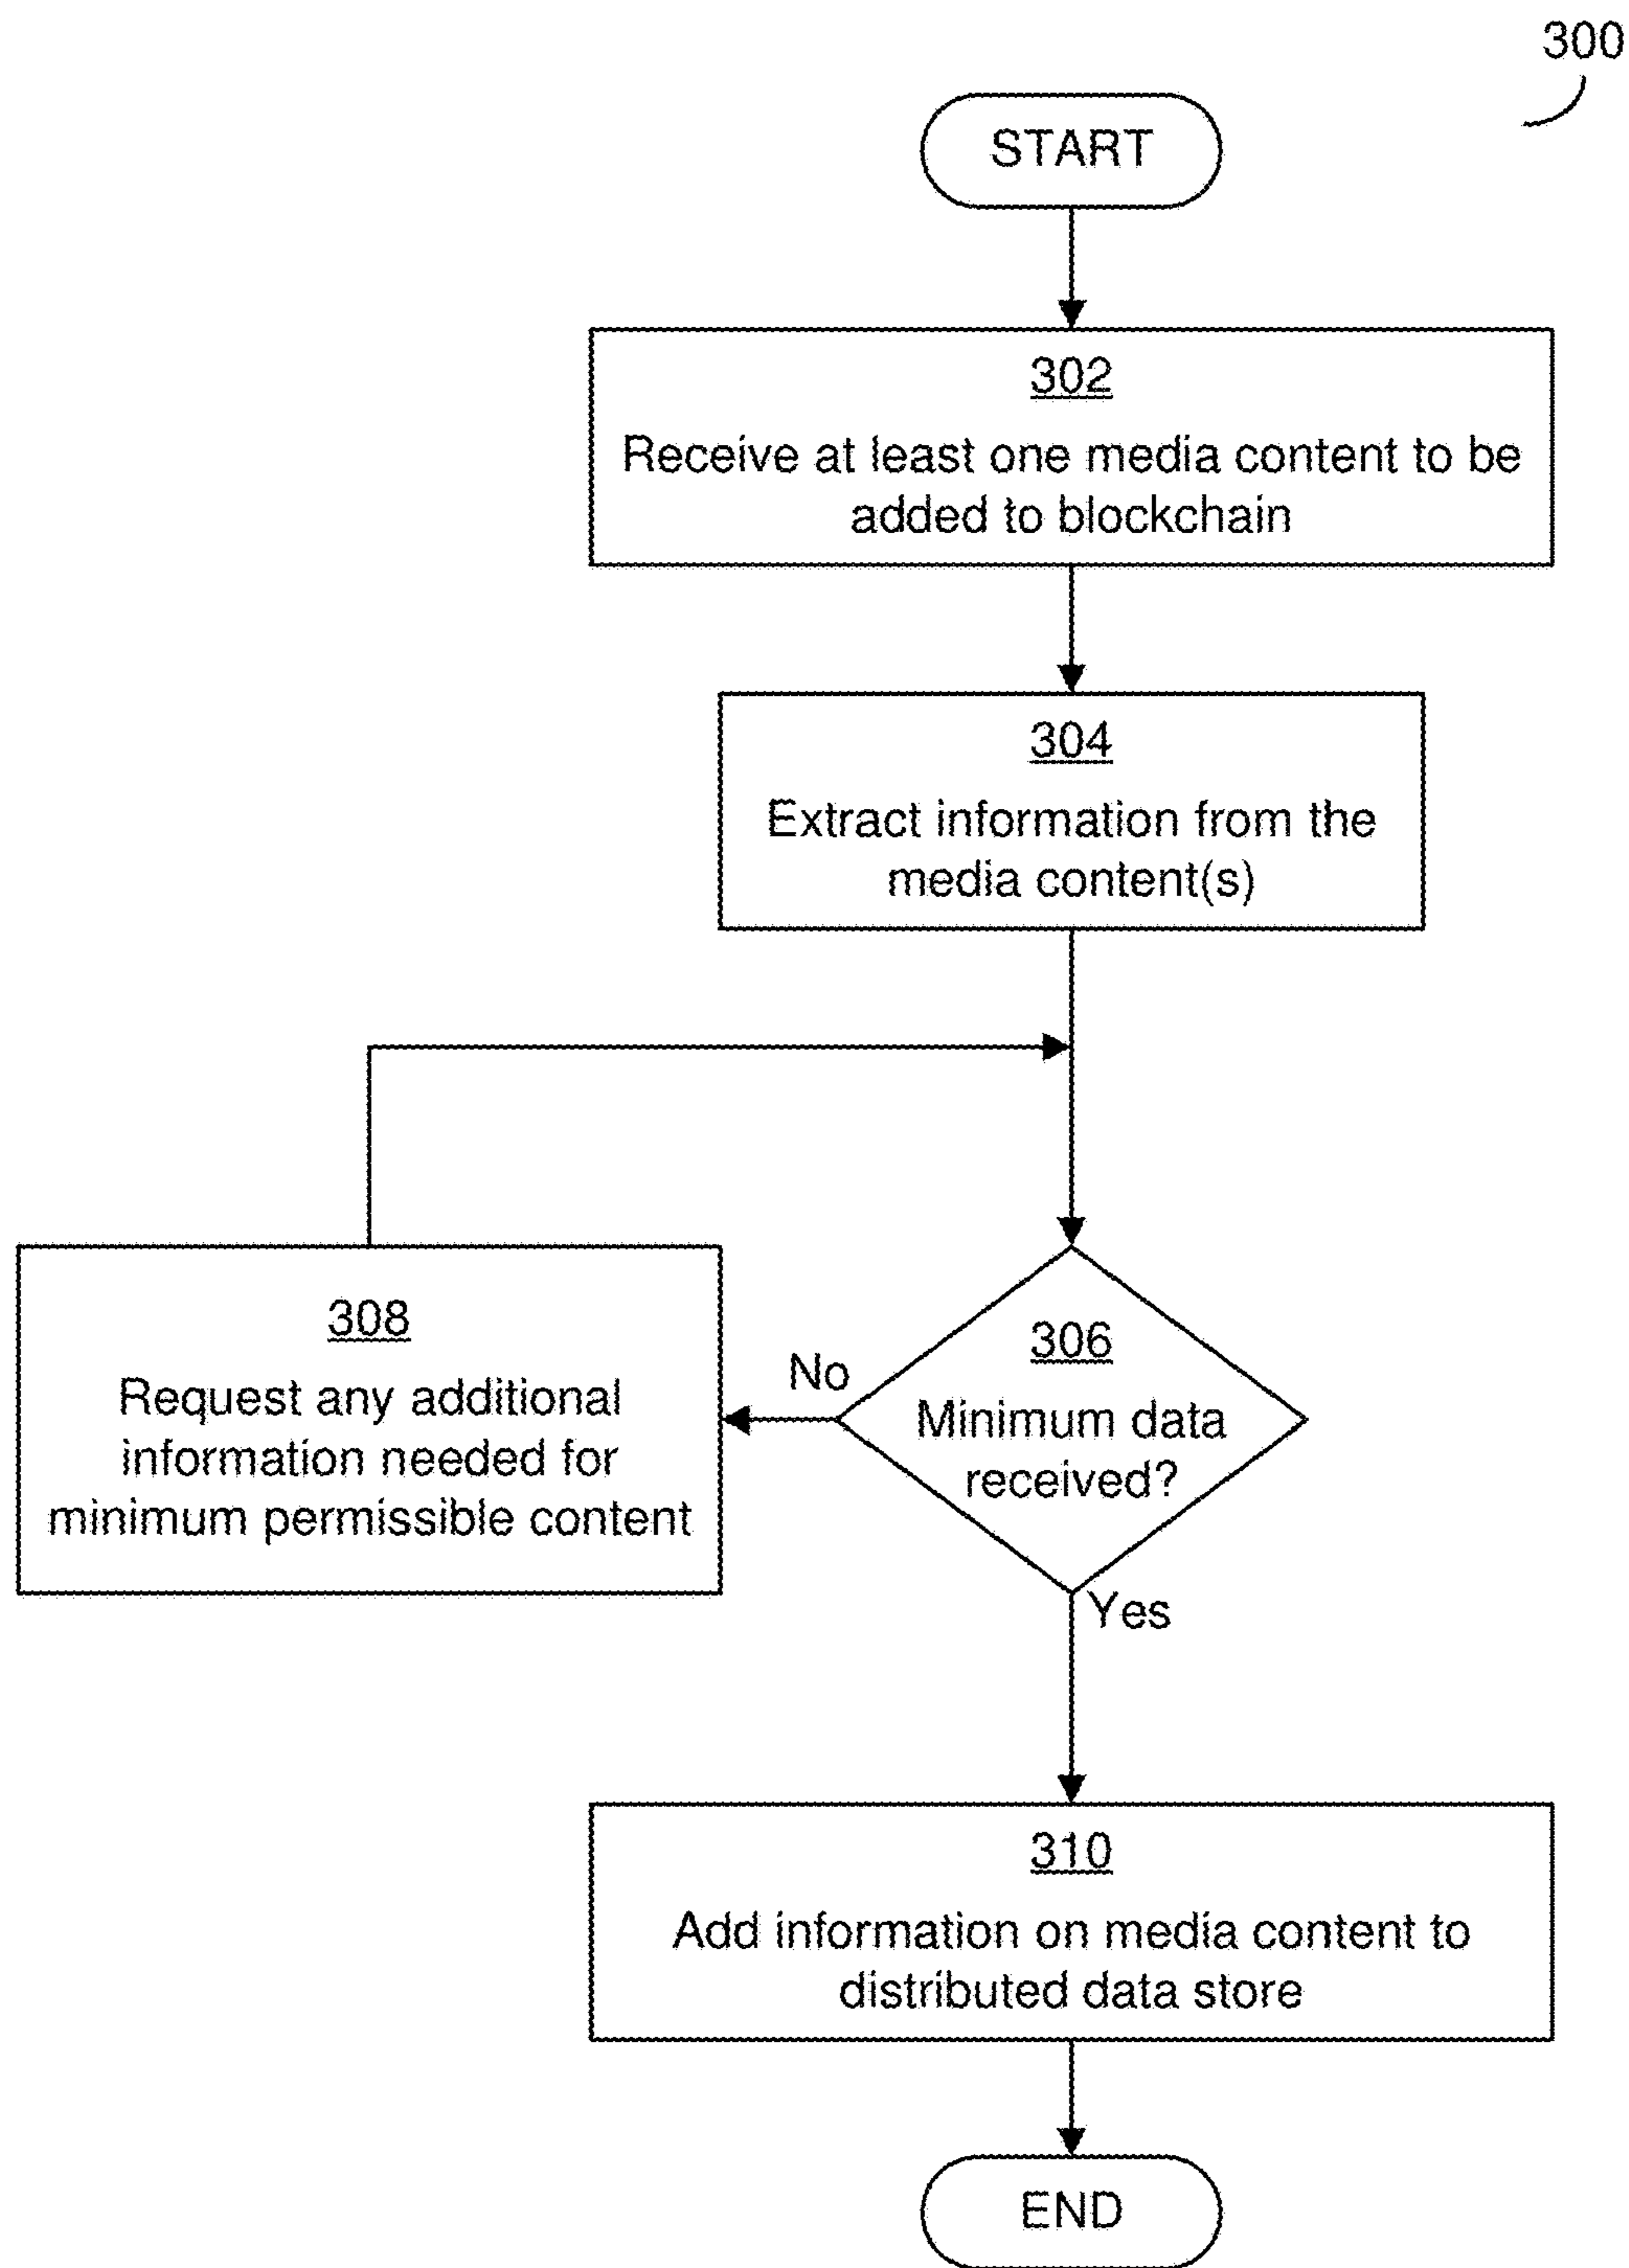 300
START
302
Receive at least one media content to be
added to blockchain
304
Extract information from the
media content(s)
308
Request any additional
information needed for
minimum permissible content
No
306
Minimum data
received?
Yes
310
Add information on media content to
distributed data store
END